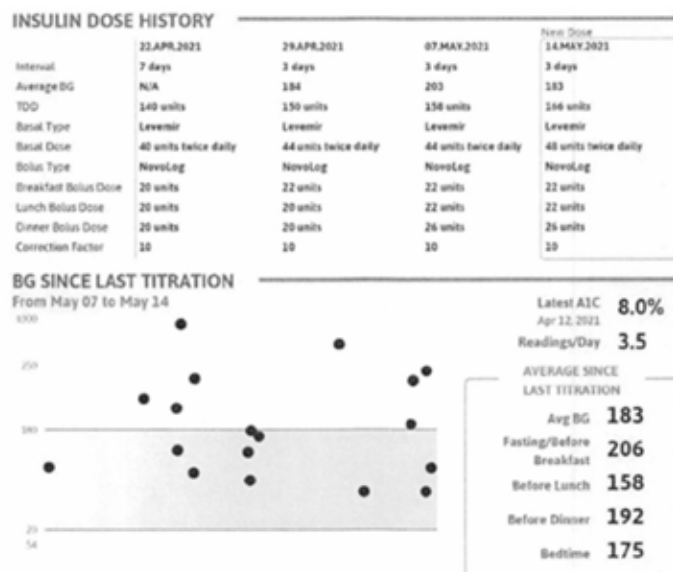 INSULIN DOSE HISTORY
New Dose
22.APR.2021 29.APR.2021 07.MAY.2021 14.MAY.2021
Interval 7 days 3 days 3 days 3 days
Average BG N/A 184 203 183
TDD 140 units 150 units 158 units 166 units
Basal Type Levemir Levemir Levemir Levemir
Basal Dose 40 units twice daily 44 units twice daily 44 units twice daily 48 units twice daily
Bolus Type NovoLog NovoLog NovoLog NovoLog
Breakfast Bolus Dose 20 units 22 units 22 units 22 units
Lunch Bolus Dose 20 units 20 units 22 units 22 units
Dinner Bolus Dose 20 units 20 units 26 units 26 units
Correction Factor 10 10 10 10
BG SINCE LAST TITRATION
From May 07 to May 14
Latest A1C 8.0%
Apr 12, 2021
Readings/Day 3.5
1000
250
180
54
AVERAGE SINCE
LAST TITRATION
Avg BG 183
Fasting/Before
Breakfast 206
Before Lunch 158
Before Dinner 192
Bedtime 175